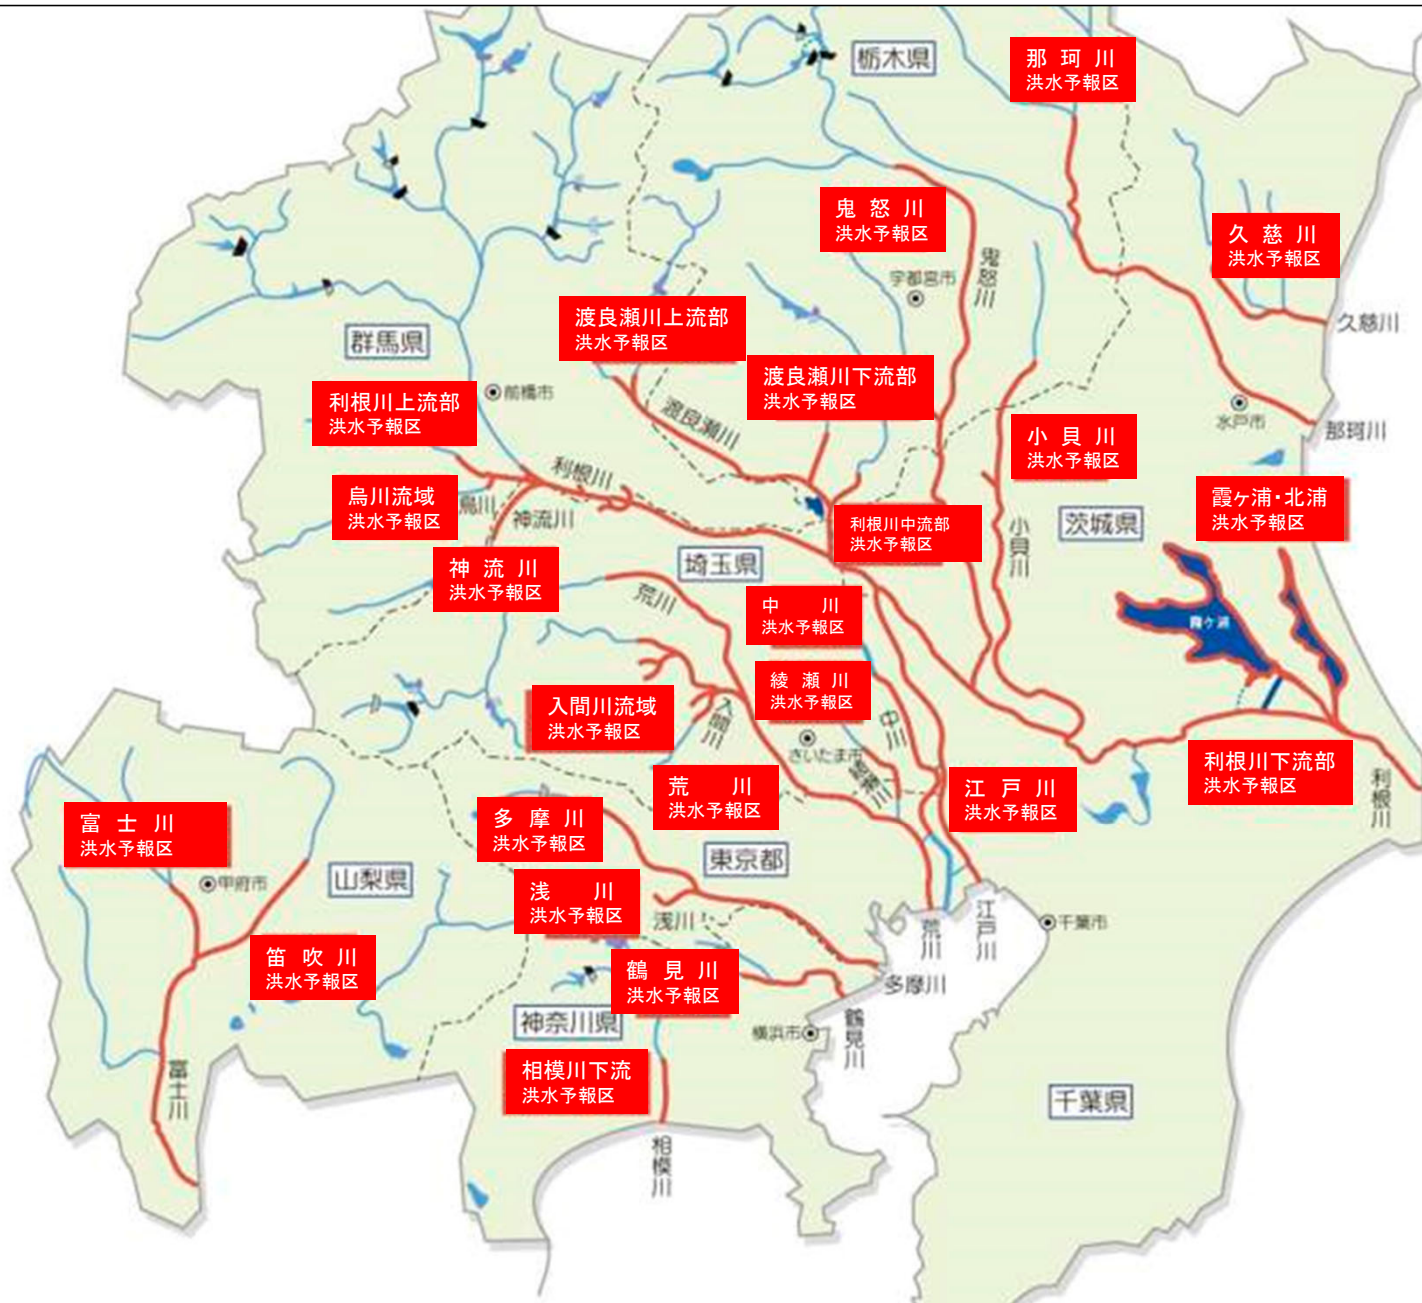 栃木県
那珂川
洪水予報区
鬼怒川
洪水予報区
久慈川
洪水予報区
鬼怒川
宇都宮市
久慈川
渡良瀬川上流部
洪水予報区
群馬県
渡良瀬川下流部
洪水予報区
前橋市
利根川上流部
洪水予報区
渡良瀬川
水戸市
那珂川
小貝川
洪水予報区
利根川
烏川流域
洪水予報区
烏川
神流川
霞ヶ浦・北浦
洪水予報区
利根川中流部
洪水予報区
小貝川
茨城県
神流川
洪水予報区
埼玉県
荒川
中川
洪水予報区
霞ヶ浦
綾瀬川
洪水予報区
入間川流域
洪水予報区
入間川
中川
さいたま市
綾瀬川
利根川下流部
洪水予報区
利根川
荒川
洪水予報区
江戸川
洪水予報区
富士川
洪水予報区
多摩川
洪水予報区
東京都
甲府市
山梨県
浅川
洪水予報区
浅川
荒川
江戸川
千葉市
笛吹川
洪水予報区
鶴見川
洪水予報区
多摩川
神奈川県
横浜市
鶴見川
富士川
相模川下流
洪水予報区
千葉県
相模川